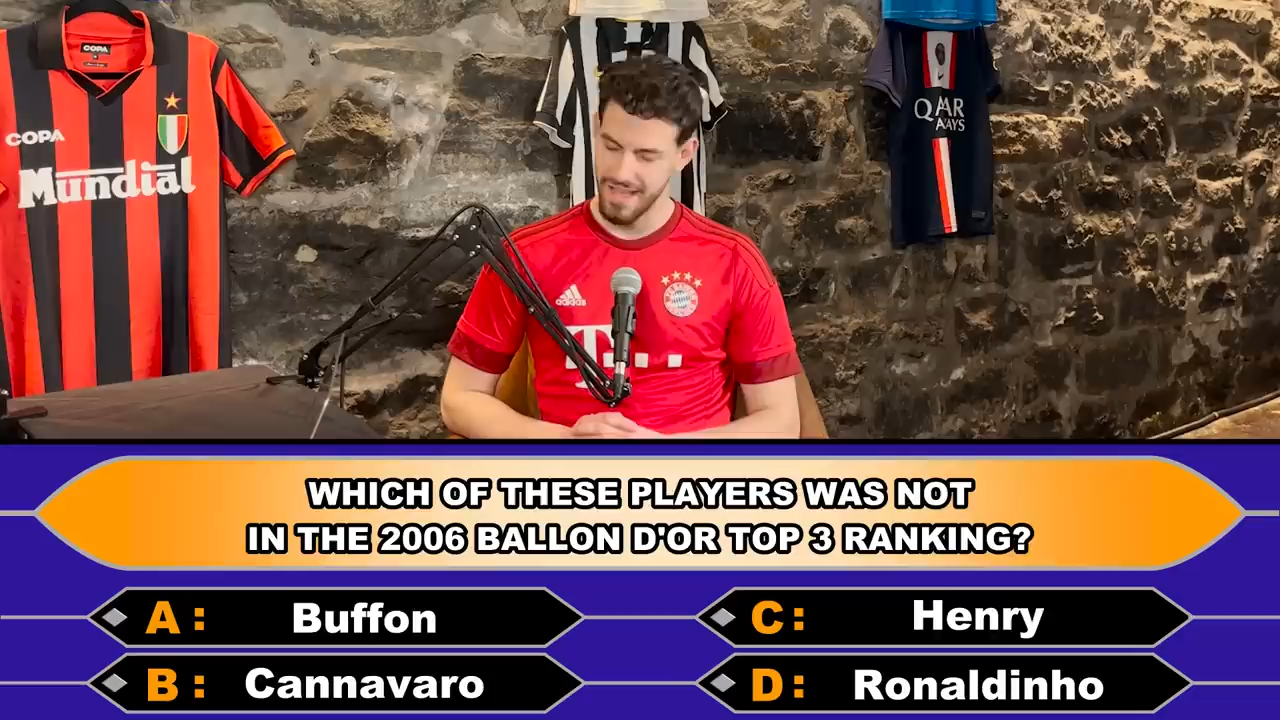 COPA
COPA
Mundial
QATAR
AIRWAYS
adidas
T
WHICH OF THESE PLAYERS WAS NOT
IN THE 2006 BALLON D'OR TOP 3 RANKING?
A : Buffon
C : Henry
B : Cannavaro
D : Ronaldinho